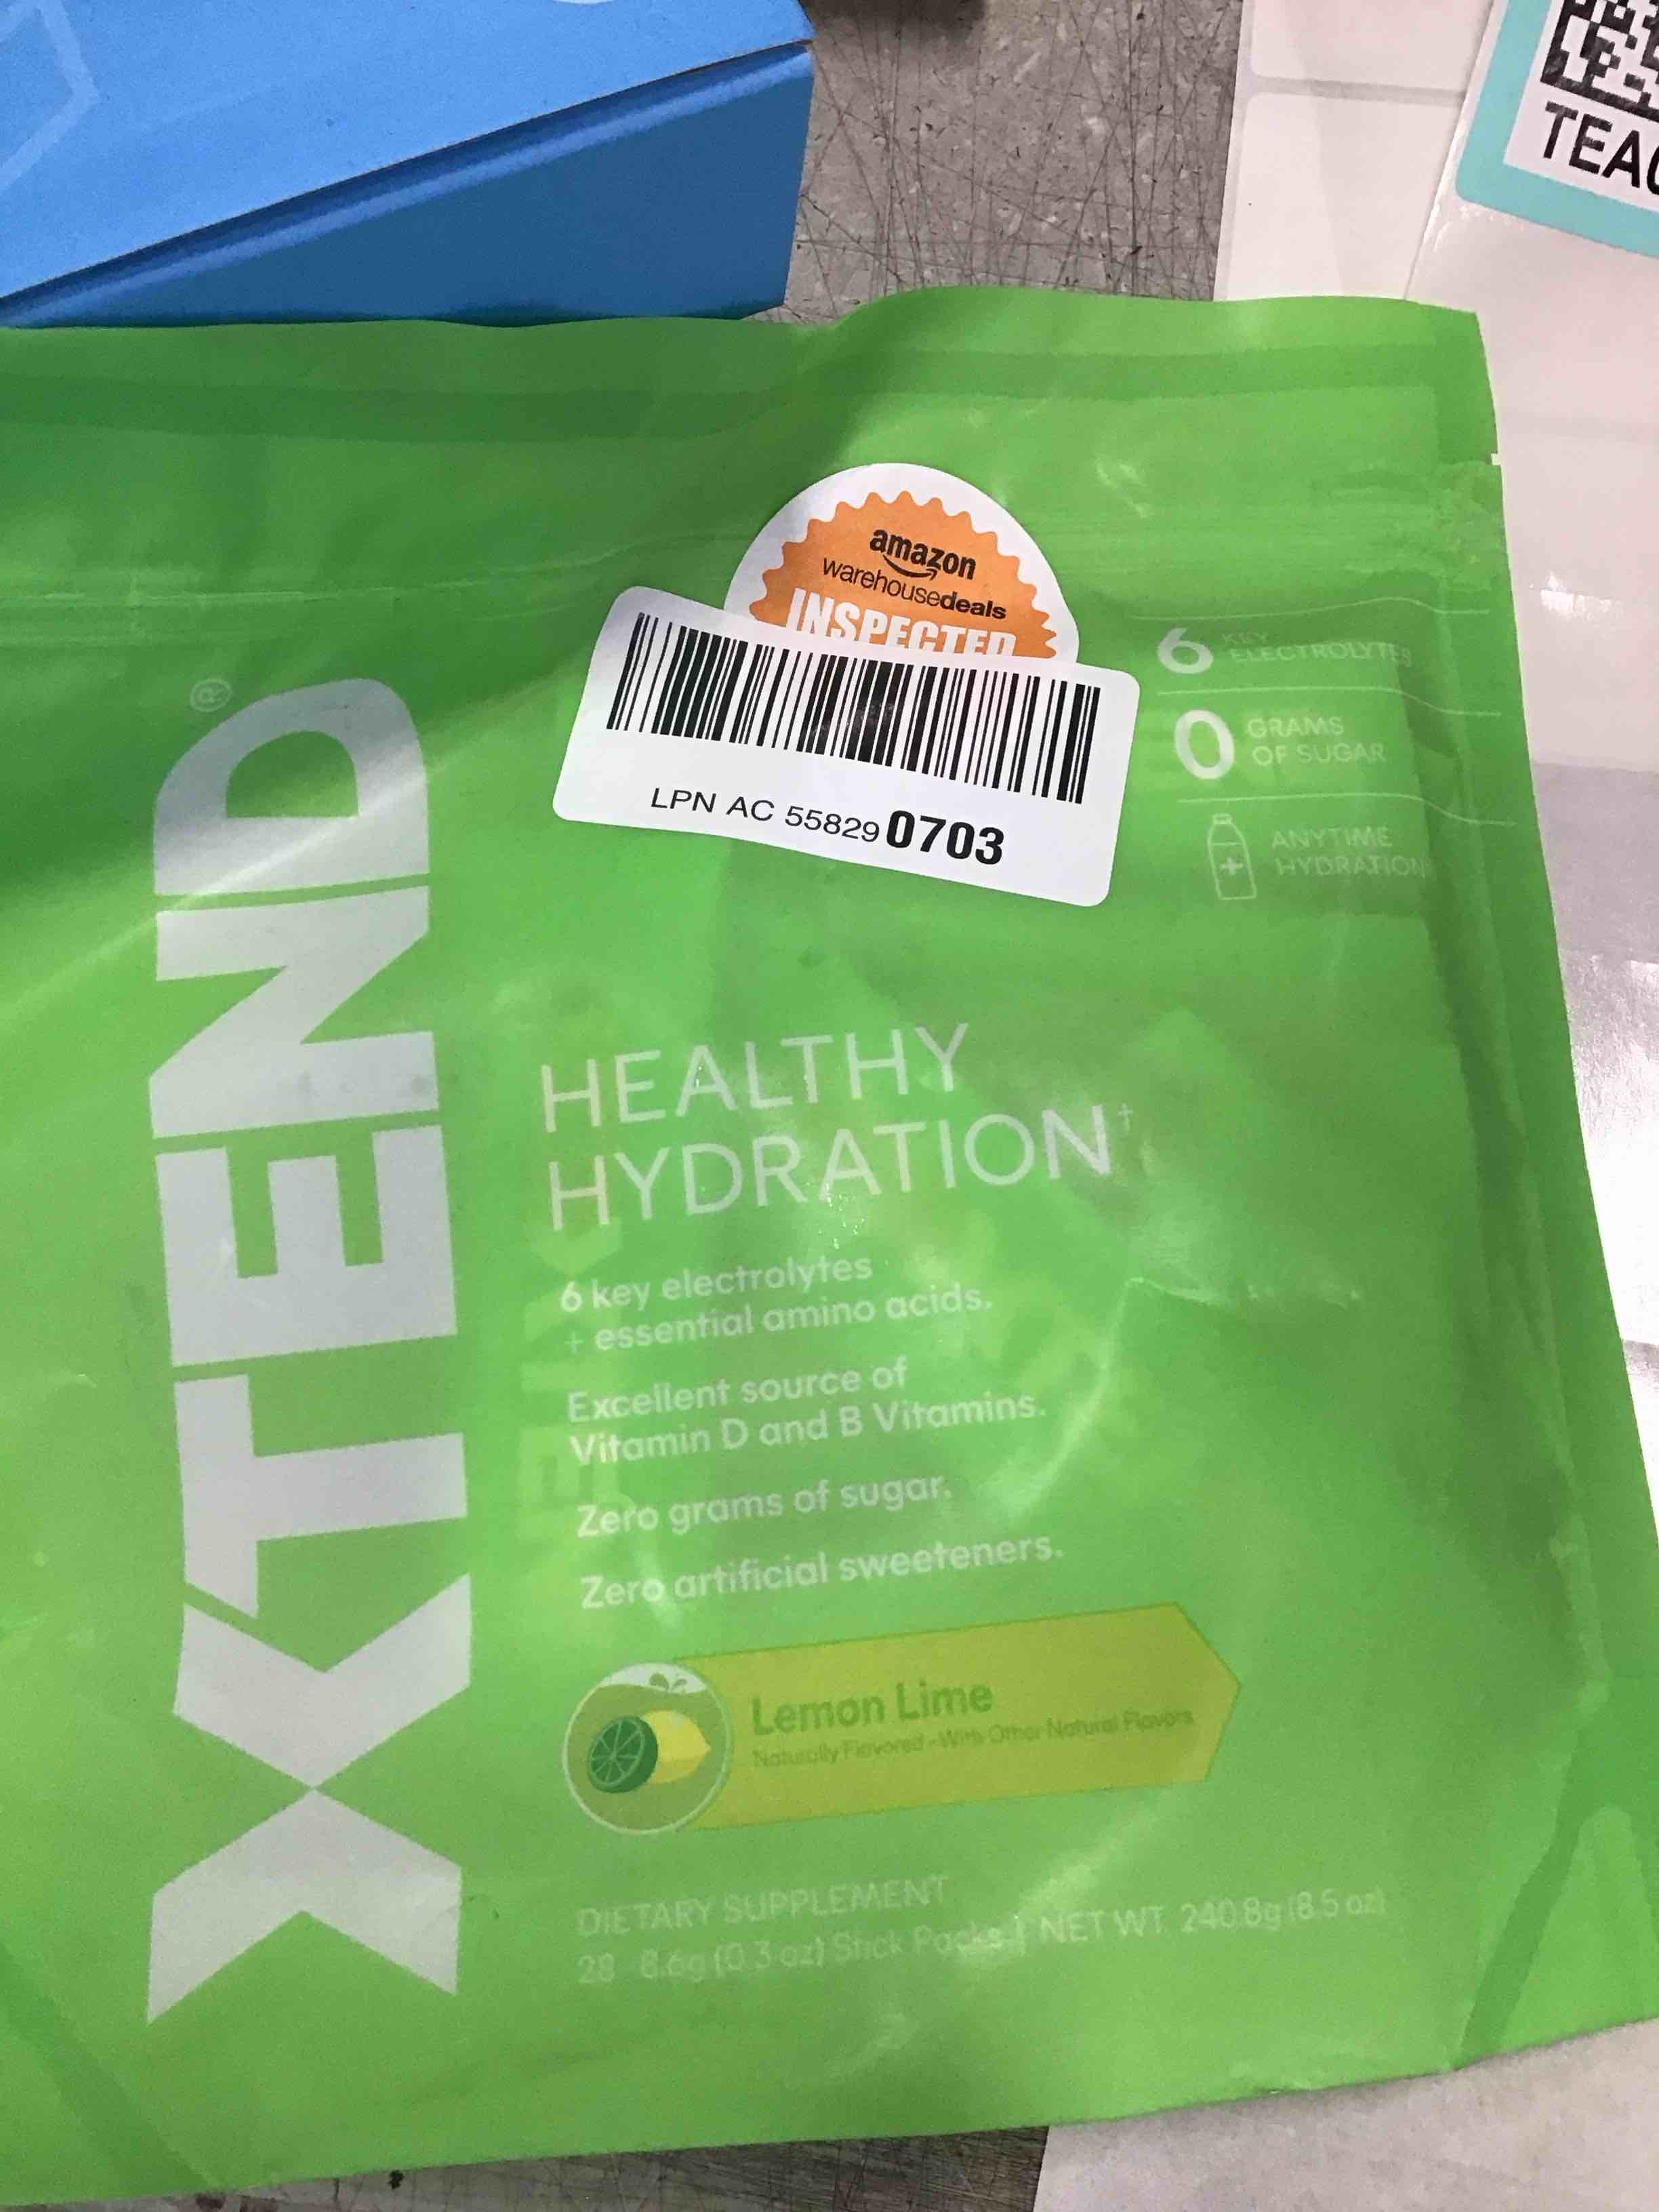 TEAC
amazon
warehousedeals
INSPECTED
LPN AC 558290703
6 KEY
ELECTROLYTES
0 GRAMS
OF SUGAR
ANYTIME
HYDRATION
XTEND®
HEALTHY
HYDRATION†
6 key electrolytes
+ essential amino acids.
Excellent source of
Vitamin D and B Vitamins.
Zero grams of sugar.
Zero artificial sweeteners.
Lemon Lime
Naturally Flavored - With Other Natural Flavors
DIETARY SUPPLEMENT
28 - 8.6g (0.3 oz) Stick Packs | NET WT. 240.8g (8.5 oz)